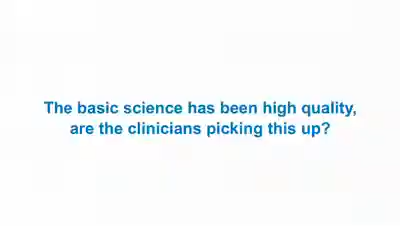 The basic science has been high quality,
are the clinicians picking this up?